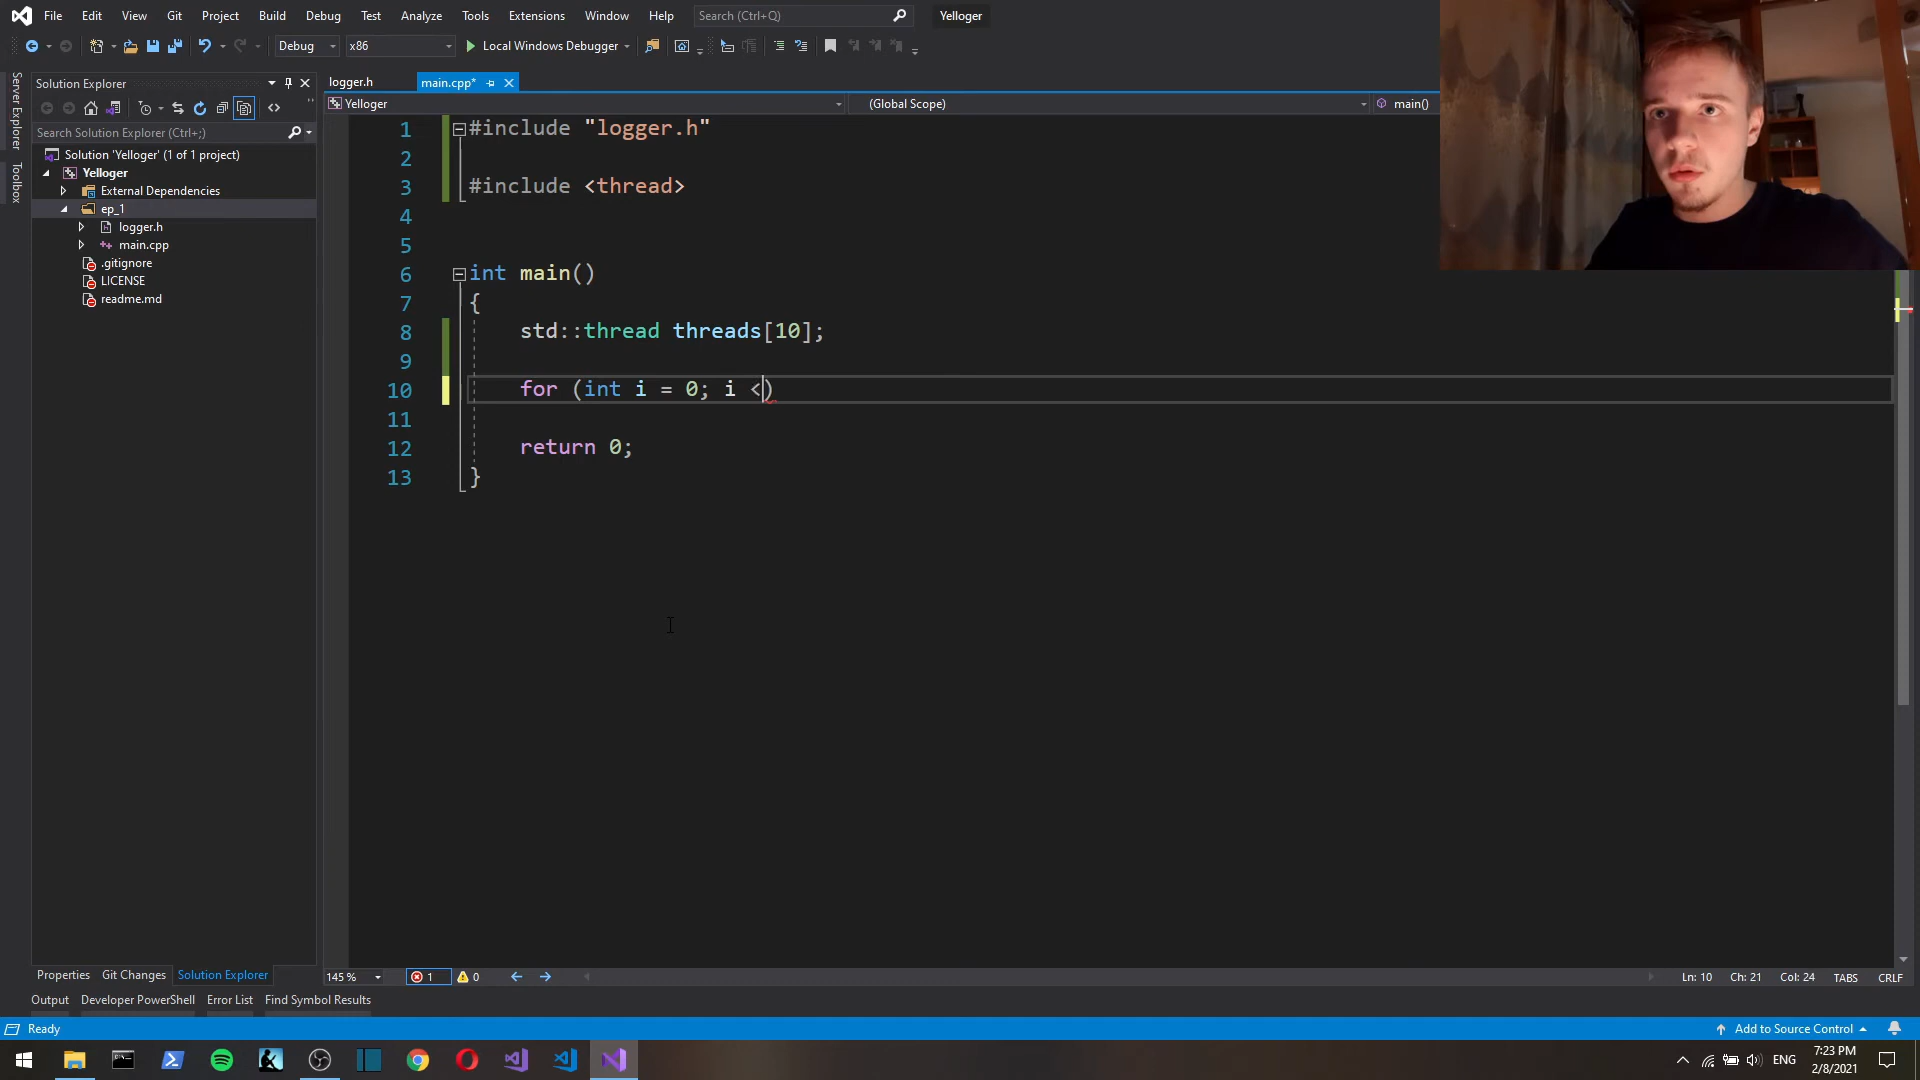 File Edit View Git Project Build Debug Test Analyze Tools Extensions Window Help Search (Ctrl+Q) Yelloger
Debug x86 Local Windows Debugger
Server Explorer
Toolbox
Solution Explorer
Search Solution Explorer (Ctrl+;)
Solution 'Yelloger' (1 of 1 project)
Yelloger
External Dependencies
ep_1
logger.h
main.cpp
.gitignore
LICENSE
readme.md
logger.h main.cpp*
Yelloger (Global Scope) main()
1 #include "logger.h"
2
3 #include <thread>
4
5
6 int main()
7 {
8 std::thread threads[10];
9
10 for (int i = 0; i <)
11
12 return 0;
13 }
Properties Git Changes Solution Explorer
145 % 1 0 Ln: 10 Ch: 21 Col: 24 TABS CRLF
Output Developer PowerShell Error List Find Symbol Results
Ready Add to Source Control
ENG 7:23 PM
2/8/2021